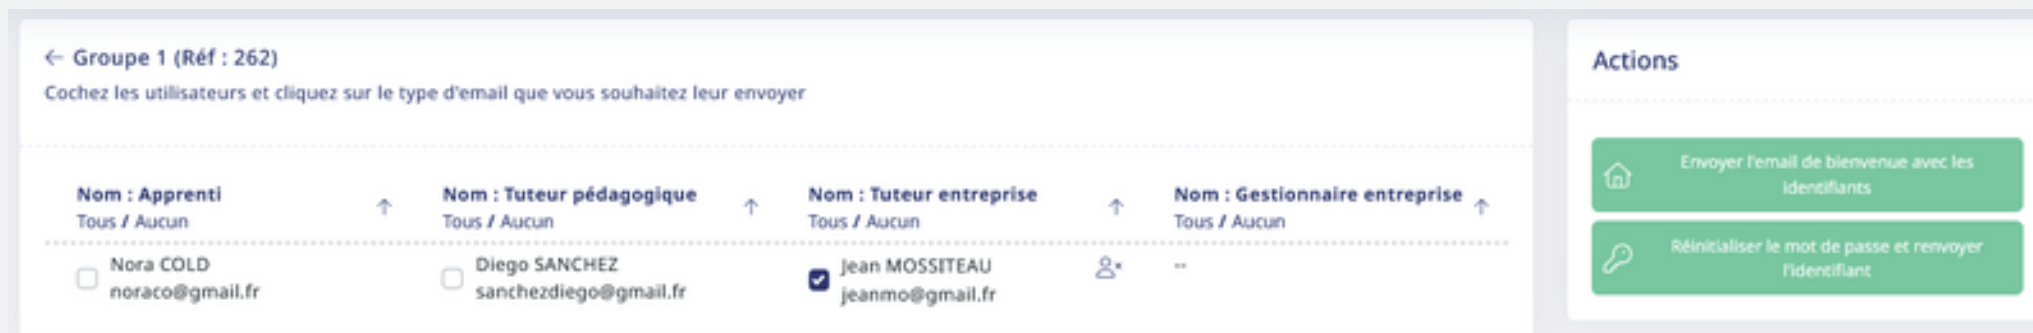 ← Groupe 1 (Réf : 262)
Cochez les utilisateurs et cliquez sur le type d'email que vous souhaitez leur envoyer
Nom : Apprenti
Tous / Aucun
Nom : Tuteur pédagogique
Tous / Aucun
Nom : Tuteur entreprise
Tous / Aucun
Nom : Gestionnaire entreprise
Tous / Aucun
Nora COLD
noraco@gmail.fr
Diego SANCHEZ
sanchezdiego@gmail.fr
Jean MOSSITEAU
jeanmo@gmail.fr
--
Actions
Envoyer l'email de bienvenue avec les
identifiants
Réinitialiser le mot de passe et renvoyer
l'identifiant